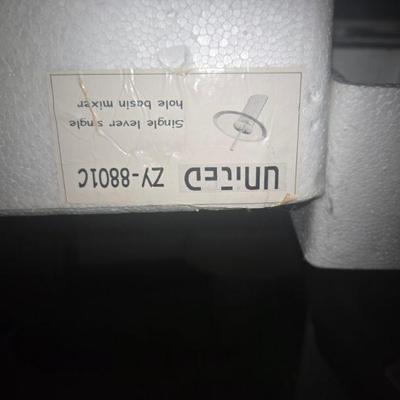 UNITED ZY-8801C
Single lever single
hole basin mixer